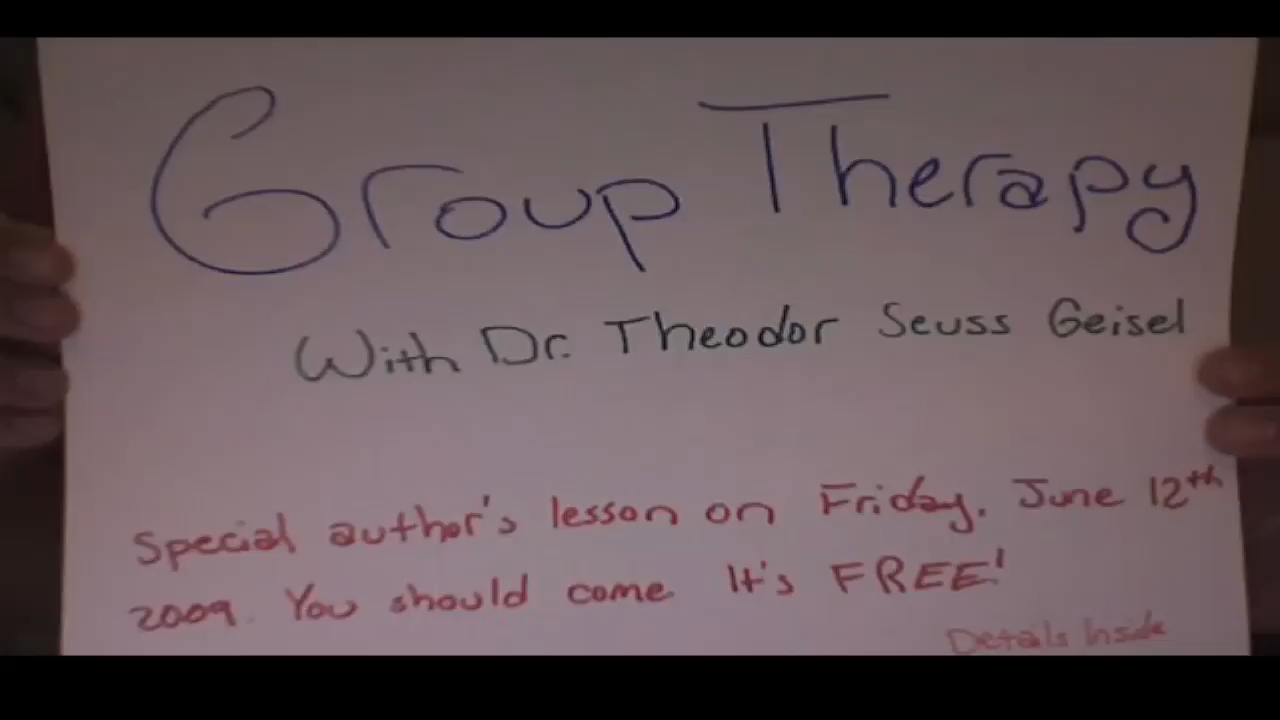 Group Therapy
With Dr. Theodor Seuss Geisel
Special author's lesson on Friday, June 12th
2009. You should come. It's FREE!
Details Inside